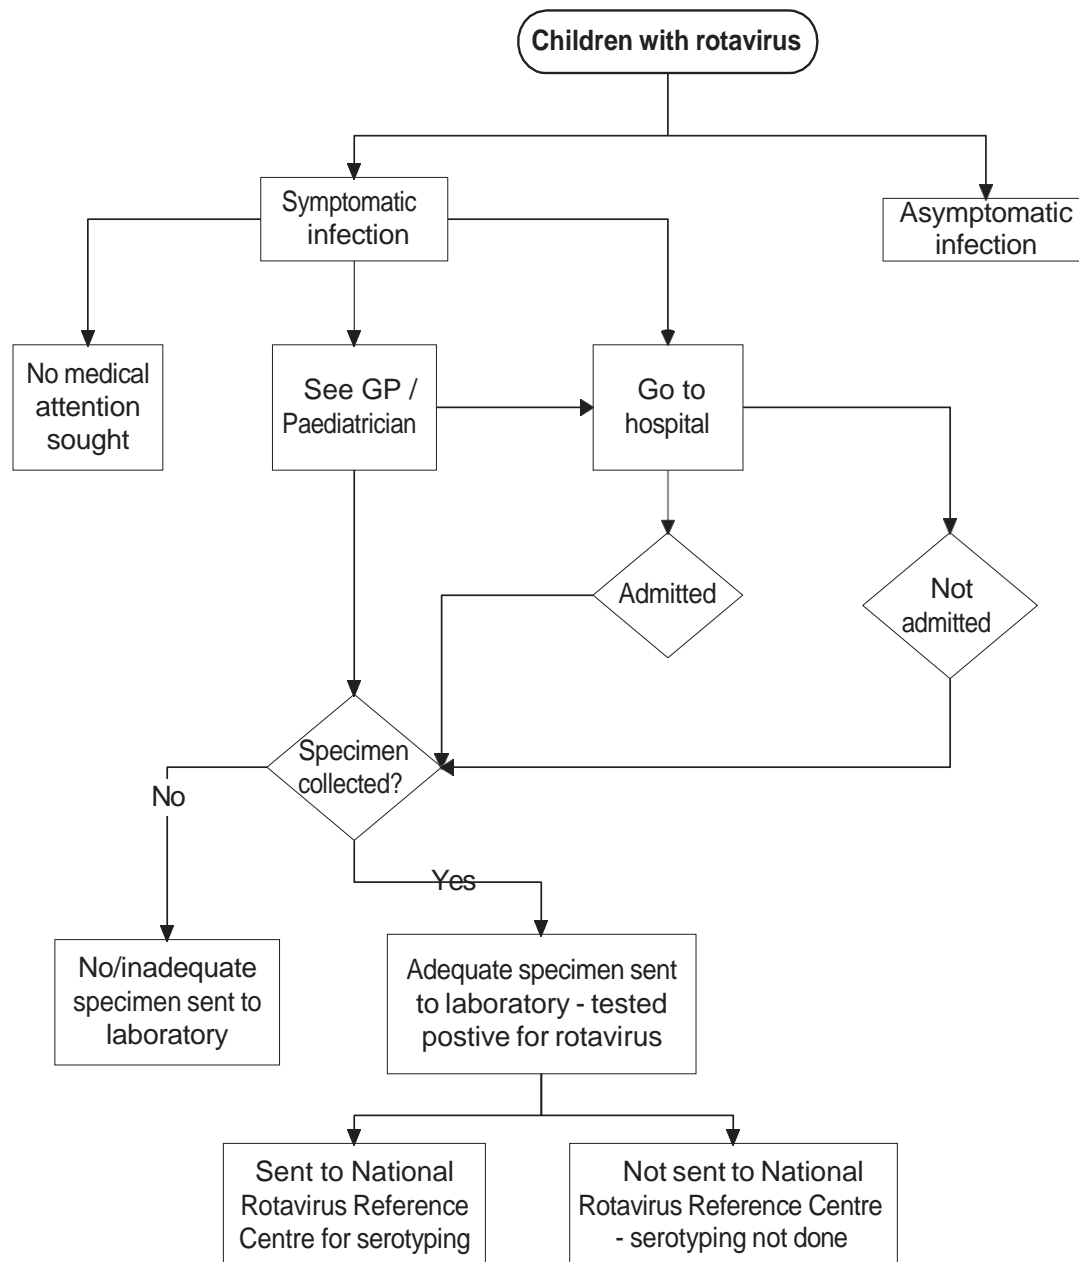 Children with rotavirus
Symptomatic
infection
Asymptomatic
infection
No medical
attention
sought
See GP /
Paediatrician
Go to
hospital
Admitted
Not
admitted
Specimen
collected?
No
Yes
No/inadequate
specimen sent to
laboratory
Adequate specimen sent
to laboratory - tested
postive for rotavirus
Sent to National
Rotavirus Reference
Centre for serotyping
Not sent to National
Rotavirus Reference Centre
- serotyping not done